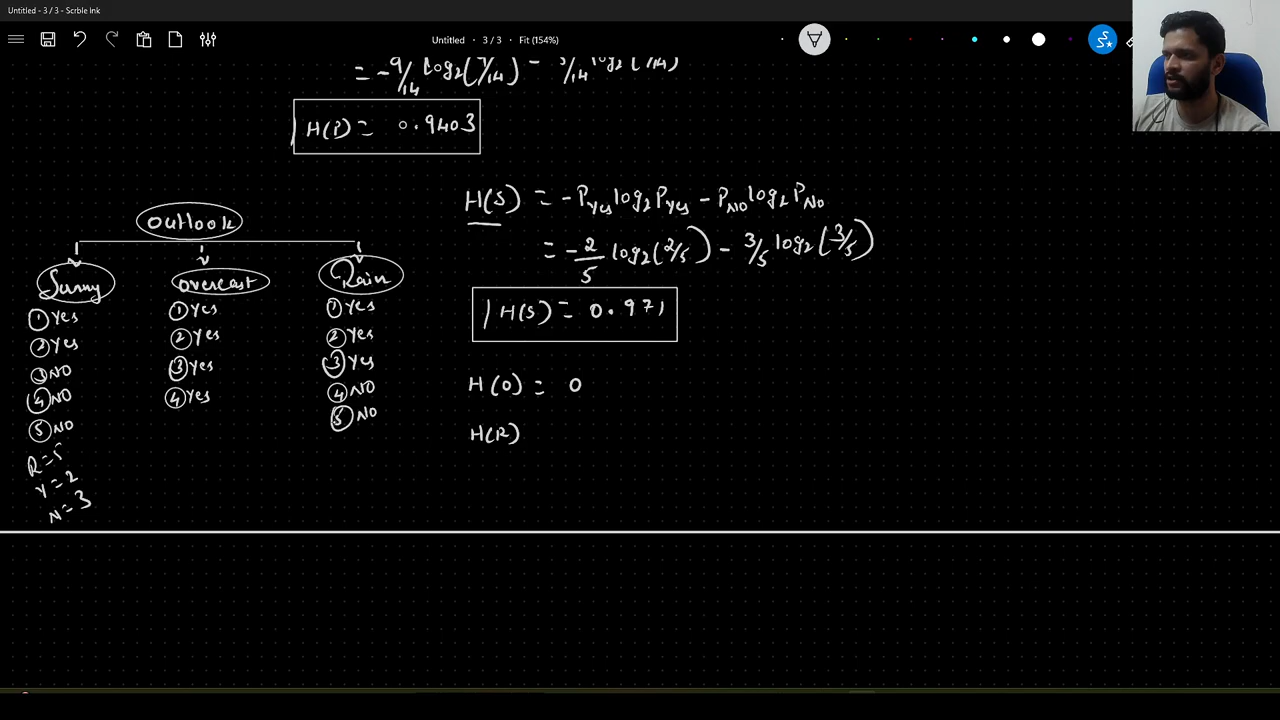 Untitled - 3 / 3 - Scrble Ink
Untitled • 3 / 3 • Fit (154%)
= -9/14 log2(9/14) - 5/14 log2(5/14)
H(P) = 0.9403
H(S) = -PYes log2 PYes - PNO log2 PNO
= -2/5 log2(2/5) - 3/5 log2(3/5)
H(S) = 0.971
H(O) = 0
H(R)
Outlook
Sunny
① Yes
② Yes
③ NO
④ NO
⑤ NO
R=5
Y=2
N=3
overcast
① Yes
② Yes
③ Yes
④ Yes
Rain
① Yes
② Yes
③ Yes
④ NO
⑤ NO